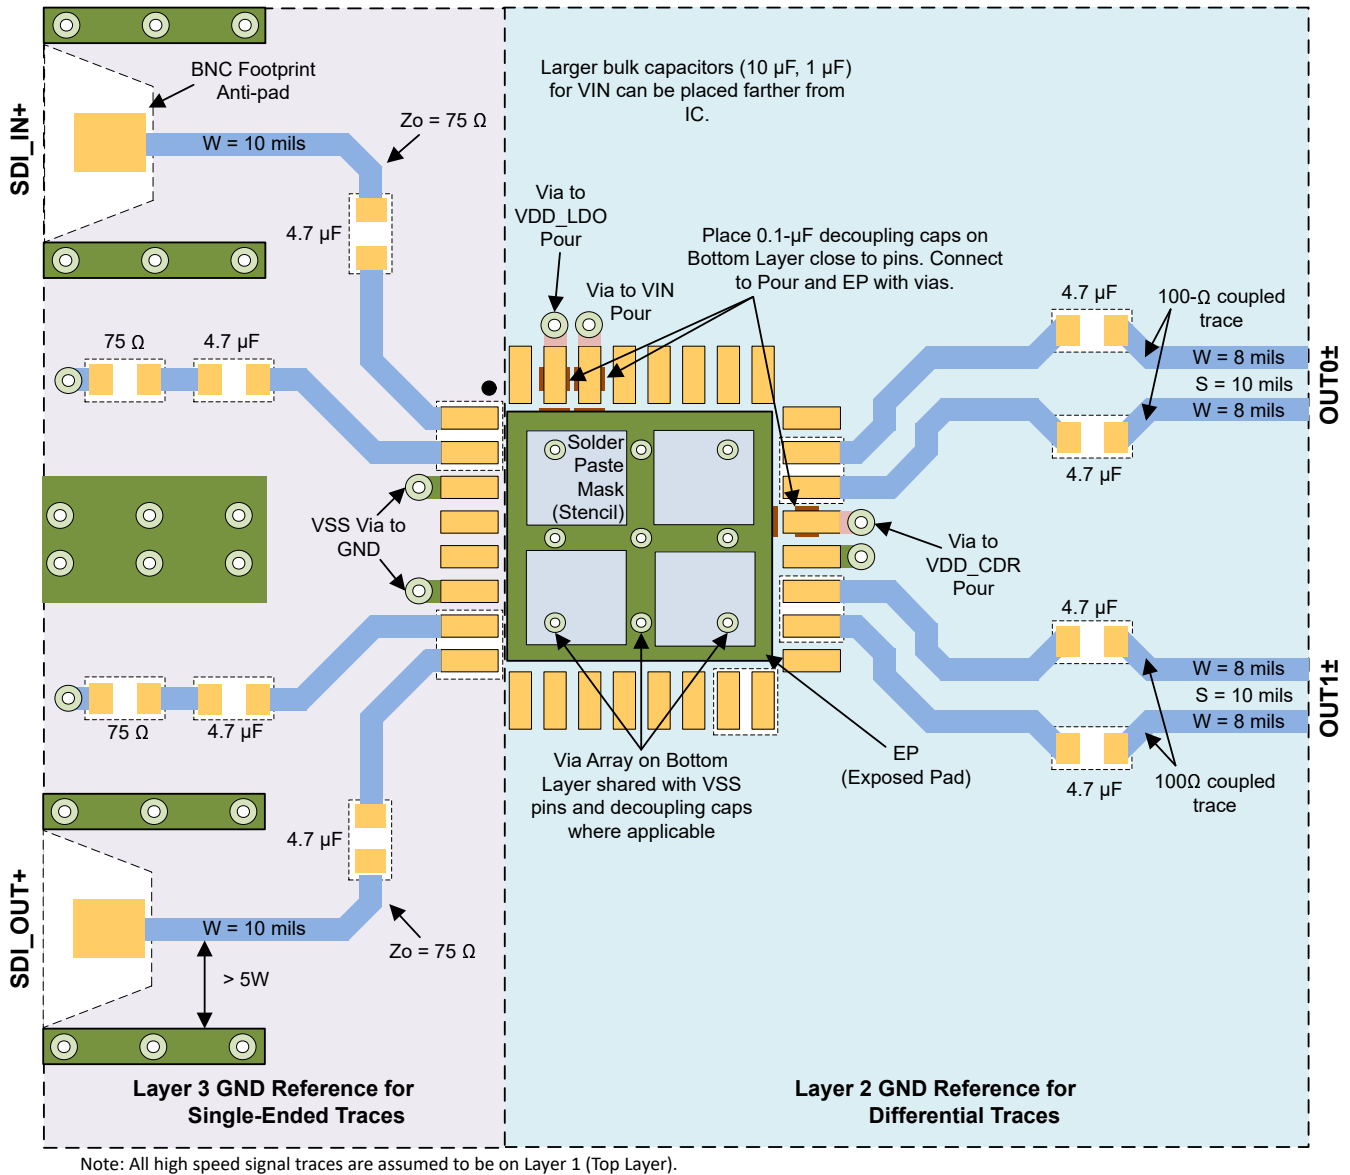 BNC Footprint
Anti-pad
SDI_IN+
W = 10 mils
Zo = 75 Ω
4.7 µF
Larger bulk capacitors (10 µF, 1 µF)
for VIN can be placed farther from
IC.
Via to
VDD_LDO
Pour
Via to VIN
Pour
Place 0.1-µF decoupling caps on
Bottom Layer close to pins. Connect
to Pour and EP with vias.
4.7 µF
100-Ω coupled
trace
W = 8 mils
S = 10 mils
W = 8 mils
OUT0±
4.7 µF
75 Ω
4.7 µF
Solder
Paste
Mask
(Stencil)
VSS Via to
GND
Via to
VDD_CDR
Pour
4.7 µF
W = 8 mils
S = 10 mils
W = 8 mils
OUT1±
4.7 µF
100Ω coupled
trace
75 Ω
4.7 µF
Via Array on Bottom
Layer shared with VSS
pins and decoupling caps
where applicable
EP
(Exposed Pad)
4.7 µF
SDI_OUT+
W = 10 mils
Zo = 75 Ω
> 5W
Layer 3 GND Reference for
Single-Ended Traces
Layer 2 GND Reference for
Differential Traces
Note: All high speed signal traces are assumed to be on Layer 1 (Top Layer).